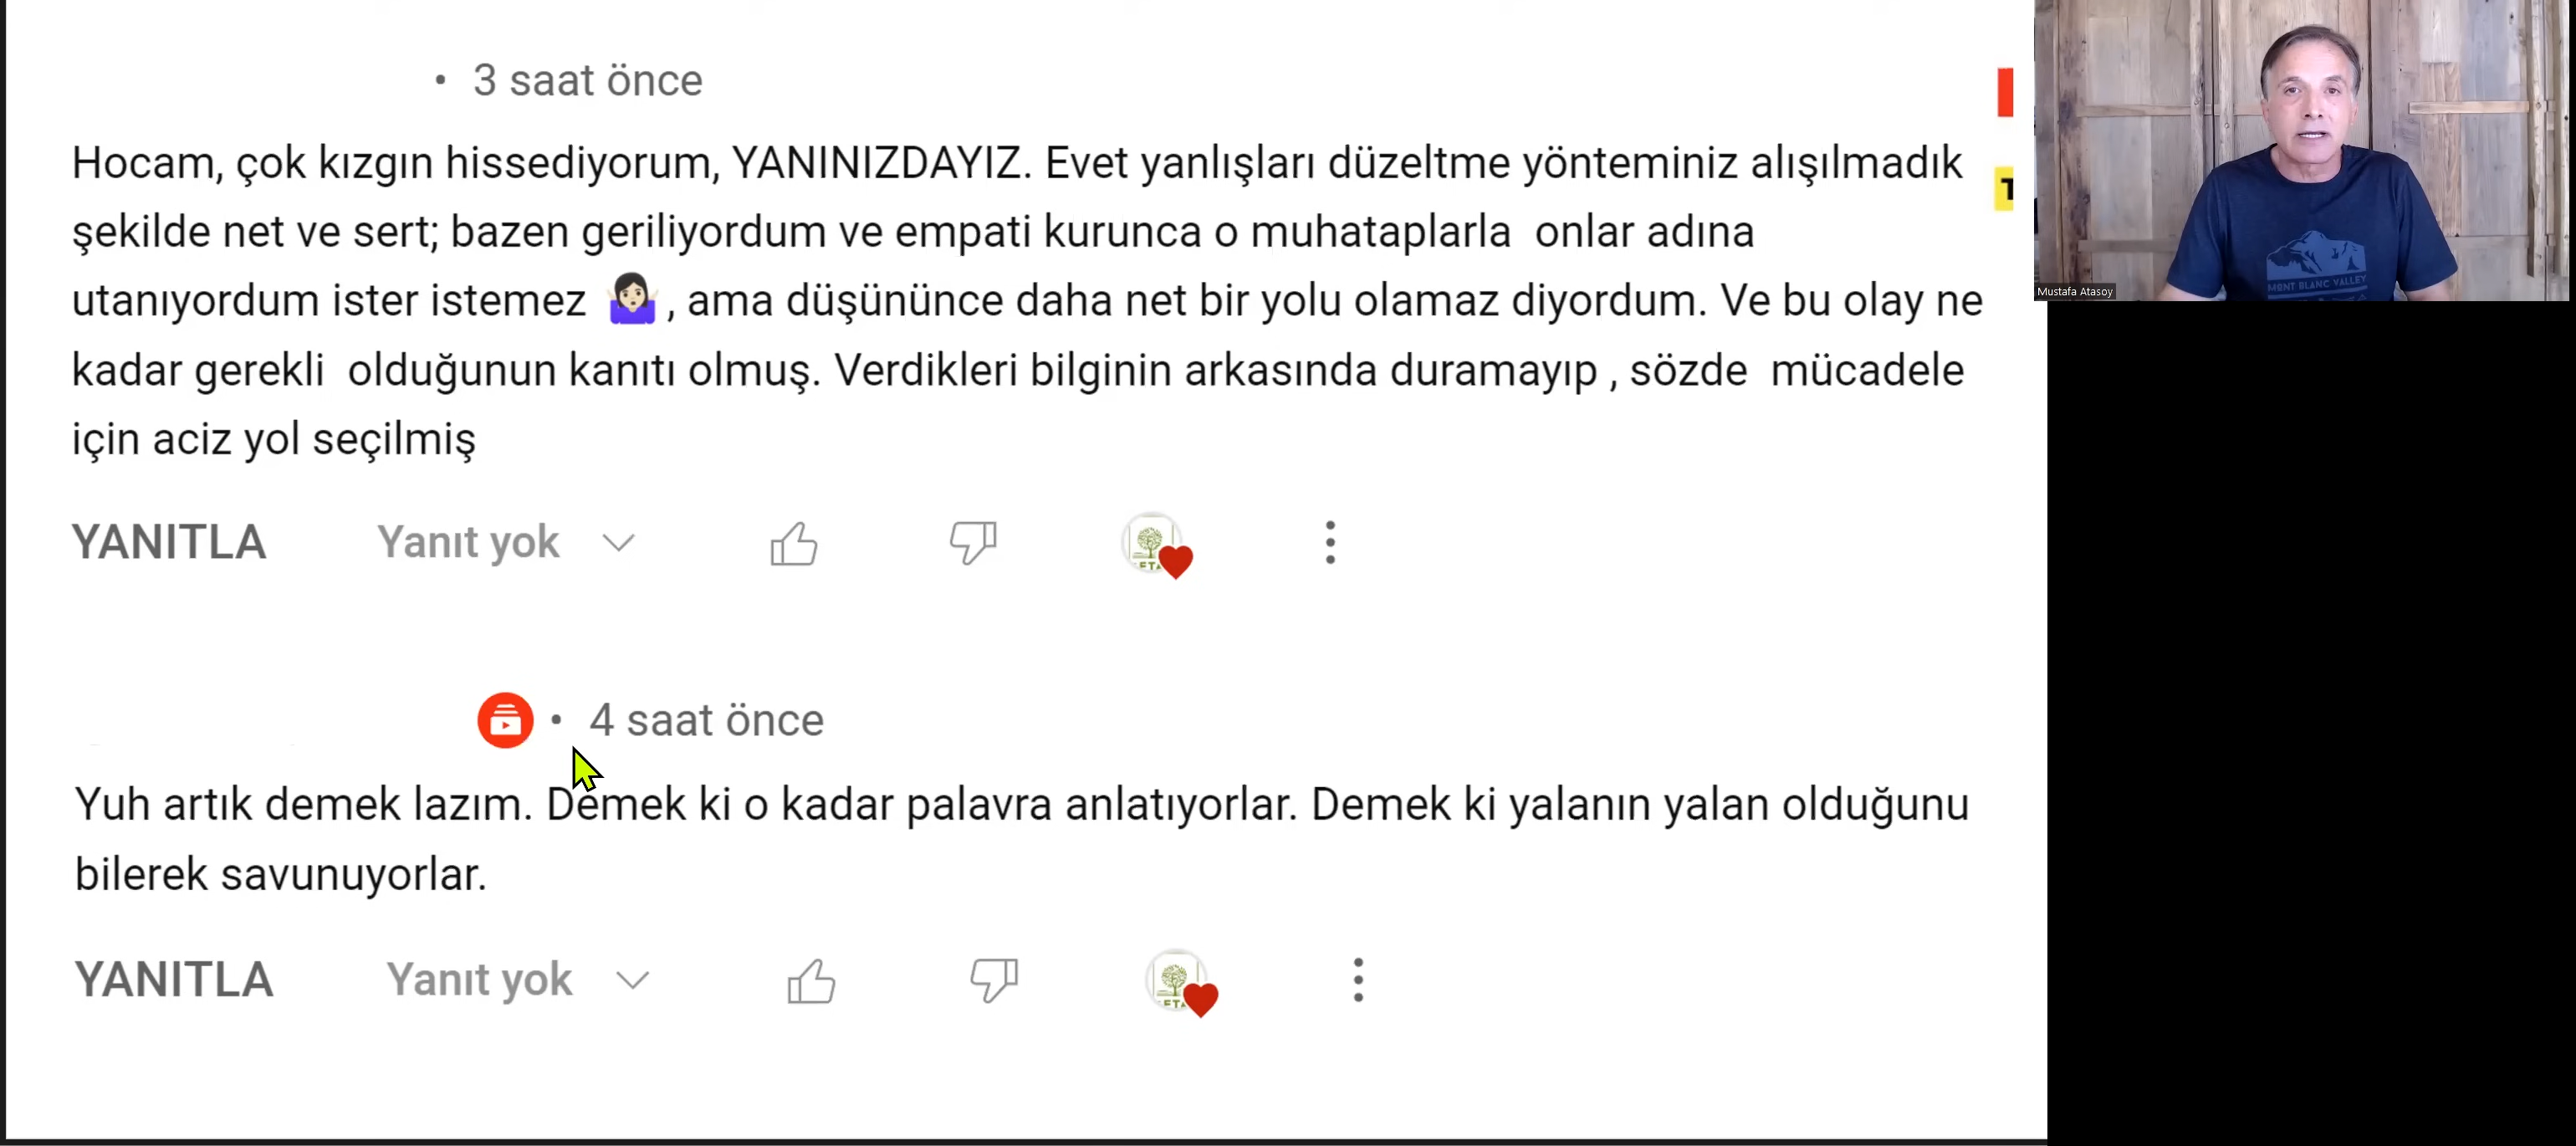 • 3 saat önce
Hocam, çok kızgın hissediyorum, YANINIZDAYIZ. Evet yanlışları düzeltme yönteminiz alışılmadık
şekilde net ve sert; bazen geriliyordum ve empati kurunca o muhataplarla onlar adına
utanıyordum ister istemez 🤷🏻‍♀️, ama düşününce daha net bir yolu olamaz diyordum. Ve bu olay ne
kadar gerekli olduğunun kanıtı olmuş. Verdikleri bilginin arkasında duramayıp , sözde mücadele
için aciz yol seçilmiş
YANITLA Yanıt yok
• 4 saat önce
Yuh artık demek lazım. Demek ki o kadar palavra anlatıyorlar. Demek ki yalanın yalan olduğunu
bilerek savunuyorlar.
YANITLA Yanıt yok
MONT BLANC VALLEY
Mustafa Atasoy